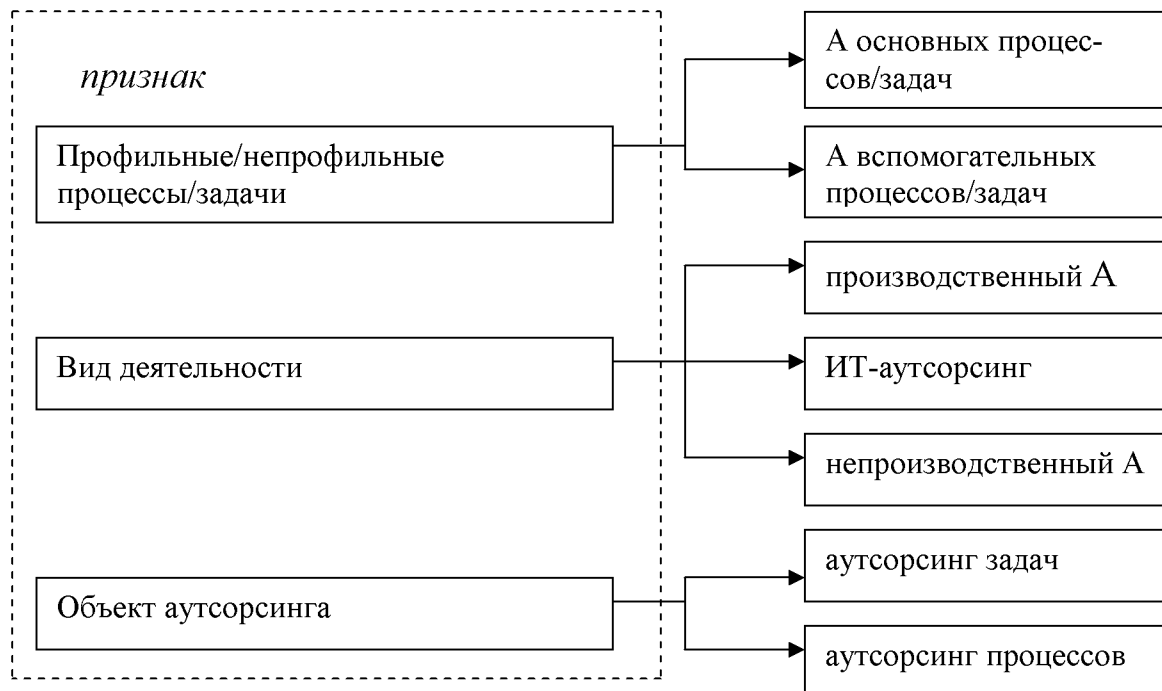 признак
Профильные/непрофильные
процессы/задачи
А основных процес-
сов/задач
А вспомогательных
процессов/задач
Вид деятельности
производственный А
ИТ-аутсорсинг
непроизводственный А
Объект аутсорсинга
аутсорсинг задач
аутсорсинг процессов